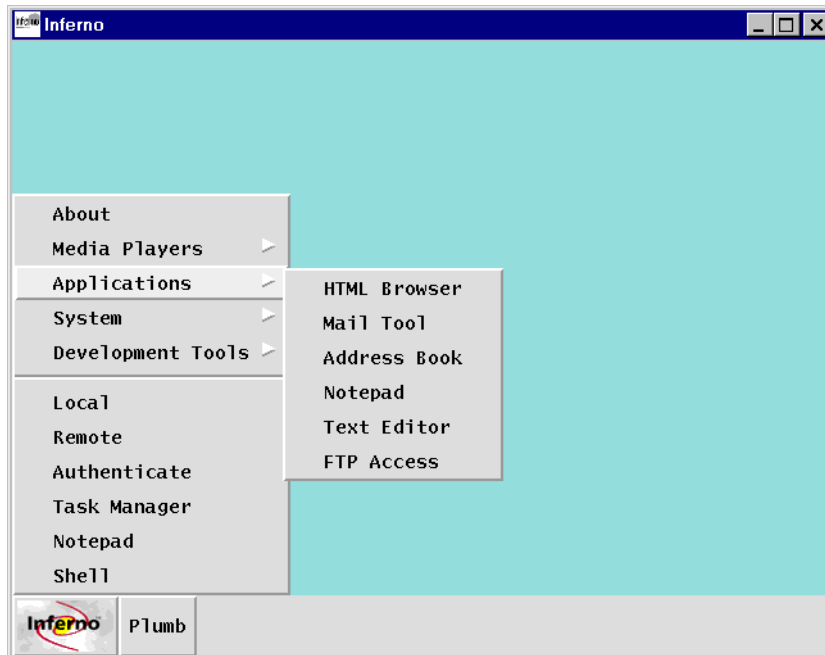 Inferno
About
Media Players
Applications
System
Development Tools
Local
Remote
Authenticate
Task Manager
Notepad
Shell
HTML Browser
Mail Tool
Address Book
Notepad
Text Editor
FTP Access
Inferno
Plumb